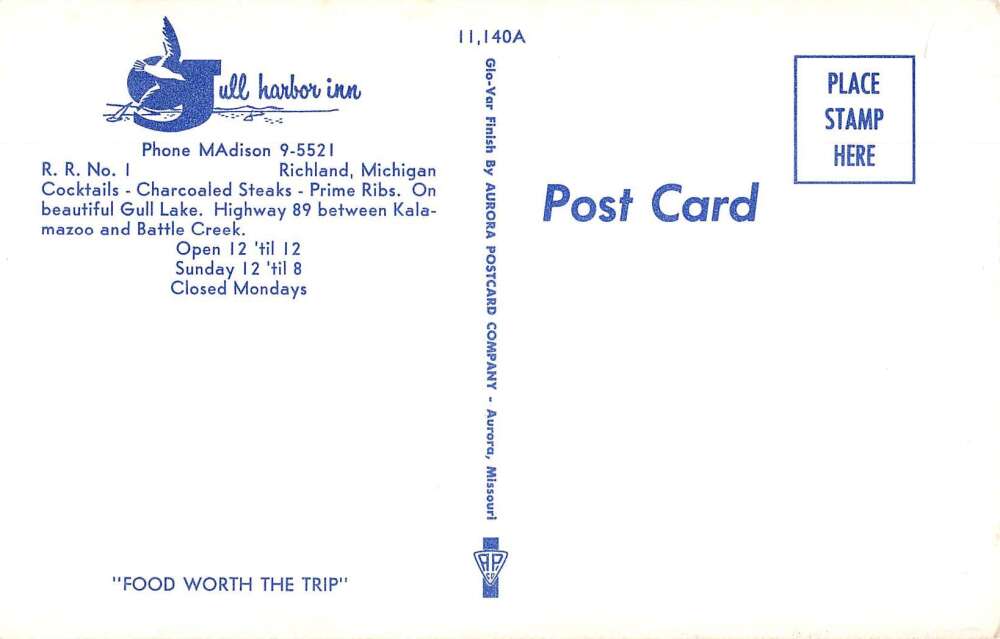 Gull harbor inn
Phone MAdison 9-5521
R. R. No. 1 Richland, Michigan
Cocktails - Charcoaled Steaks - Prime Ribs. On
beautiful Gull Lake. Highway 89 between Kala-
mazoo and Battle Creek.
Open 12 'til 12
Sunday 12 'til 8
Closed Mondays
"FOOD WORTH THE TRIP"
11,140A
Glo-Var Finish By AURORA POSTCARD COMPANY - Aurora, Missouri
A.P.
CO
Post Card
PLACE
STAMP
HERE